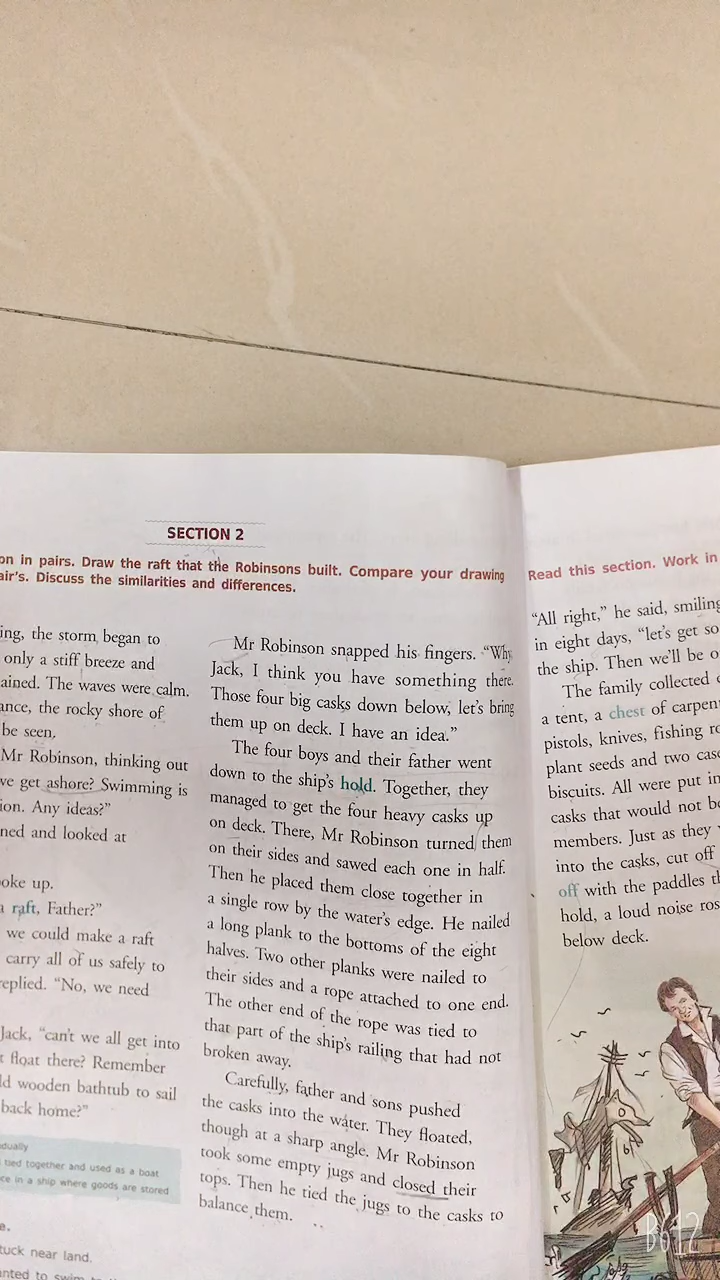 SECTION 2
on in pairs. Draw the raft that the Robinsons built. Compare your drawing
air's. Discuss the similarities and differences.
ing, the storm began to
only a stiff breeze and
ained. The waves were calm.
ance, the rocky shore of
be seen.
Mr Robinson, thinking out
ve get ashore? Swimming is
ion. Any ideas?"
ned and looked at
oke up.
a raft, Father?"
we could make a raft
carry all of us safely to
replied. "No, we need
Jack, "can't we all get into
t float there? Remember
ld wooden bathtub to sail
back home?"
dually
tied together and used as a boat
ce in a ship where goods are stored
e.
tuck near land.
anted to swim to
Mr Robinson snapped his fingers. "Why
Jack, I think you have something there.
Those four big casks down below, let's bring
them up on deck. I have an idea."
The four boys and their father went
down to the ship's hold. Together, they
managed to get the four heavy casks up
on deck. There, Mr Robinson turned them
on their sides and sawed each one in half.
Then he placed them close together in
a single row by the water's edge. He nailed
a long plank to the bottoms of the eight
halves. Two other planks were nailed to
their sides and a rope attached to one end.
The other end of the rope was tied to
that part of the ship's railing that had not
broken away.
Carefully, father and sons pushed
the casks into the water. They floated,
though at a sharp angle. Mr Robinson
took some empty jugs and closed their
tops. Then he tied the jugs to the casks to
balance them.
Read this section. Work in
"All right," he said, smiling
in eight days, "let's get so
the ship. Then we'll be o
The family collected
a tent, a chest of carpen
pistols, knives, fishing ro
plant seeds and two cas
biscuits. All were put in
casks that would not be
members. Just as they
into the casks, cut off
off with the paddles th
hold, a loud noise ros
below deck.
B612